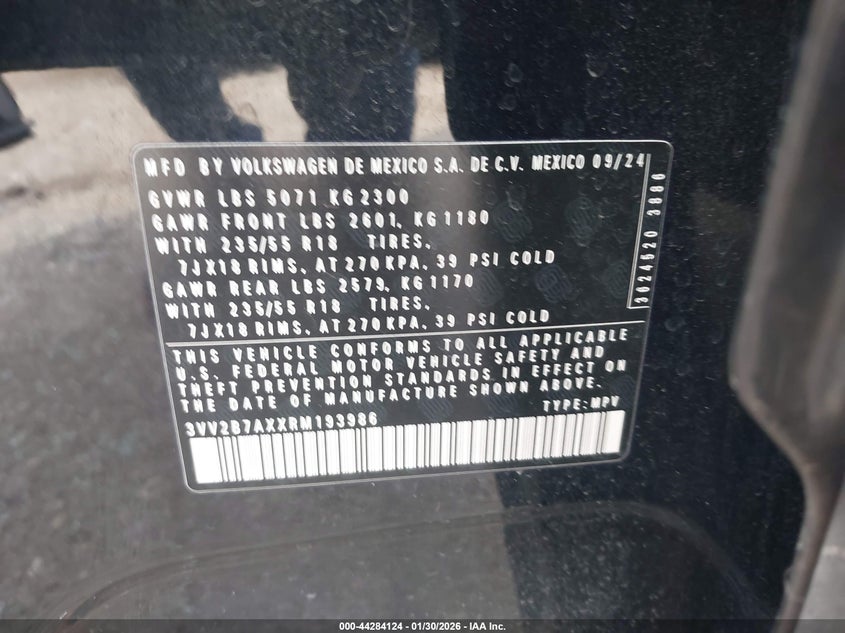 MFD BY VOLKSWAGEN DE MEXICO S.A. DE C.V. MEXICO 09/24
GVWR LBS 5071 KG 2300
GAWR FRONT LBS 2601, KG 1180
WITH 235/55 R18 TIRES,
7JX18 RIMS, AT 270 KPA, 39 PSI COLD
GAWR REAR LBS 2579, KG 1170
WITH 235/55 R18 TIRES,
7JX18 RIMS, AT 270 KPA, 39 PSI COLD
3624520 3886
THIS VEHICLE CONFORMS TO ALL APPLICABLE
U.S. FEDERAL MOTOR VEHICLE SAFETY AND
THEFT PREVENTION STANDARDS IN EFFECT ON
THE DATE OF MANUFACTURE SHOWN ABOVE.
3VV2B7AXXRM193986 TYPE: MPV
000-44284124 - 01/30/2026 - IAA Inc.